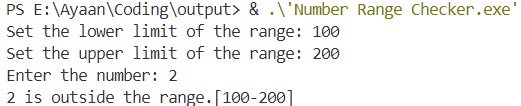 PS E:\Ayaan\Coding\output> & .\'Number Range Checker.exe'
Set the lower limit of the range: 100
Set the upper limit of the range: 200
Enter the number: 2
2 is outside the range.[100-200]